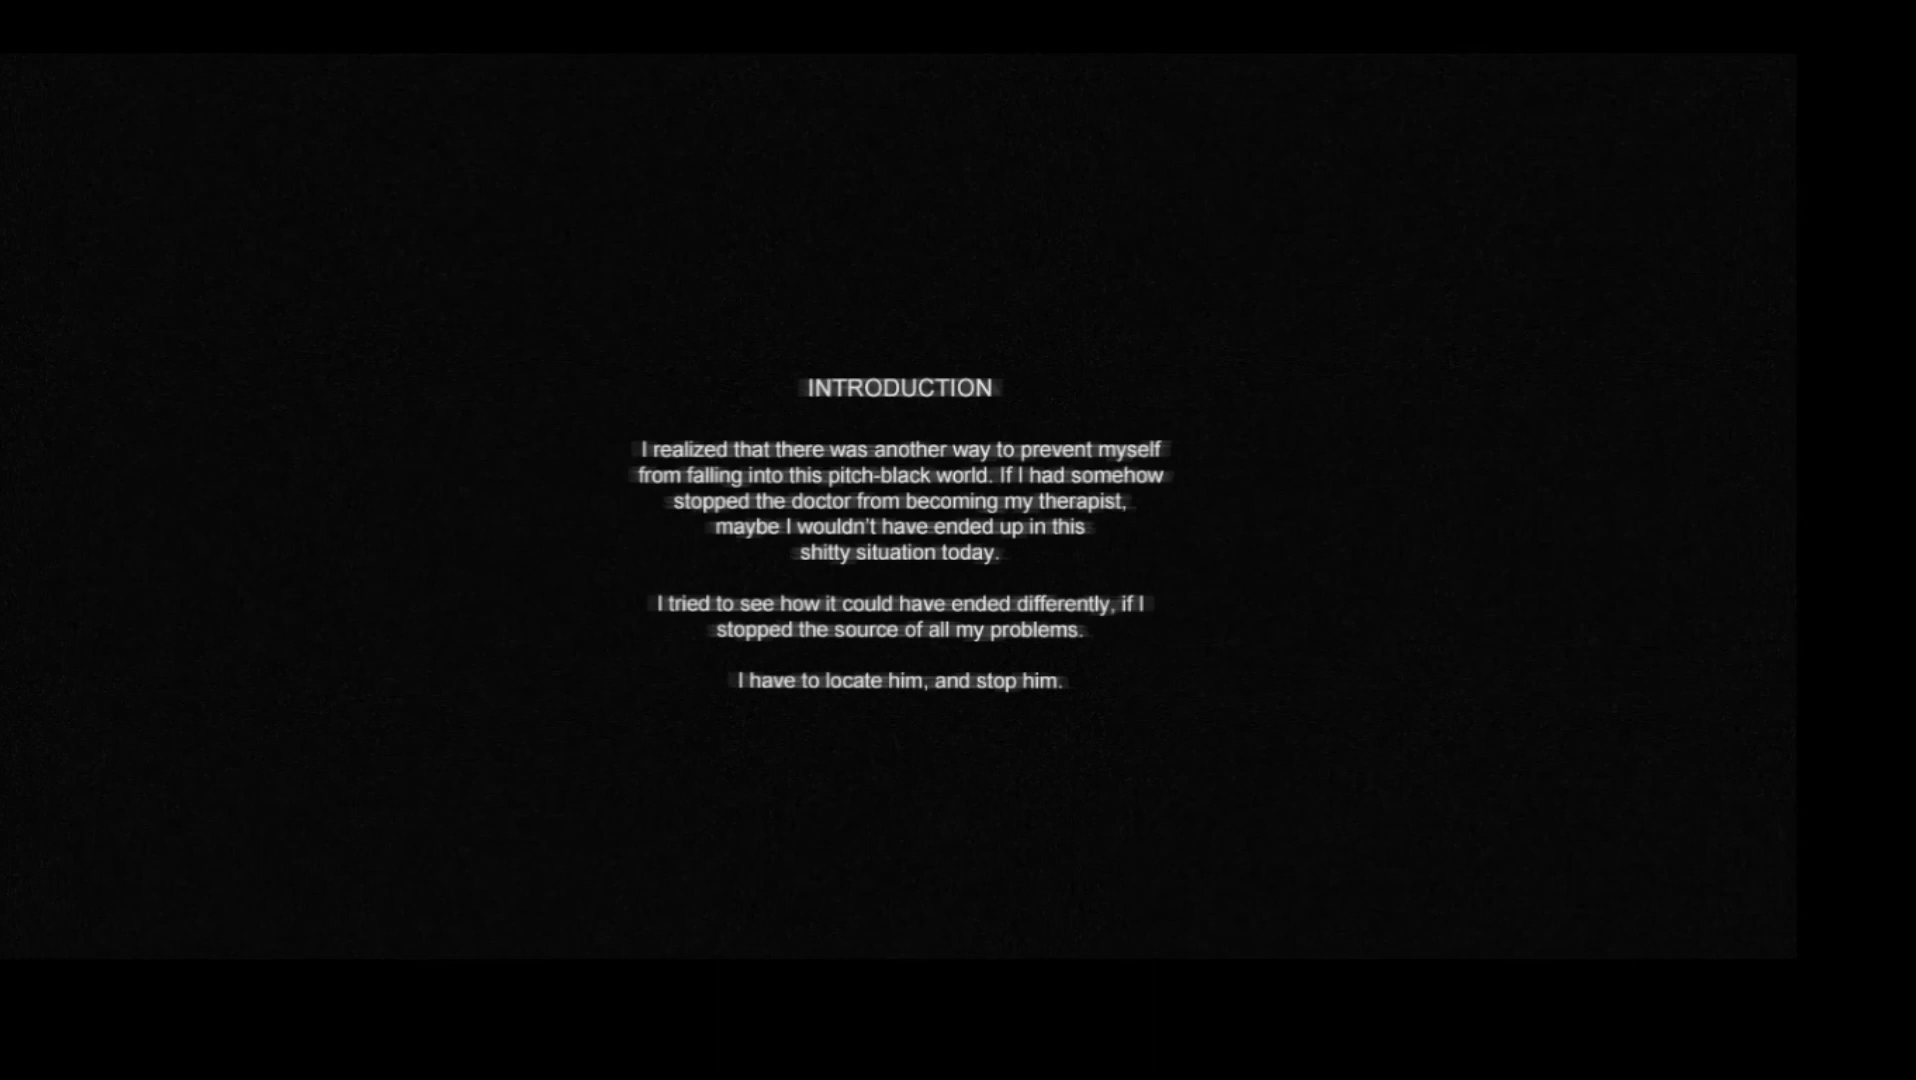 INTRODUCTION
I realized that there was another way to prevent myself
from falling into this pitch-black world. If I had somehow
stopped the doctor from becoming my therapist,
maybe I wouldn't have ended up in this
shitty situation today.
I tried to see how it could have ended differently, if I
stopped the source of all my problems.
I have to locate him, and stop him.